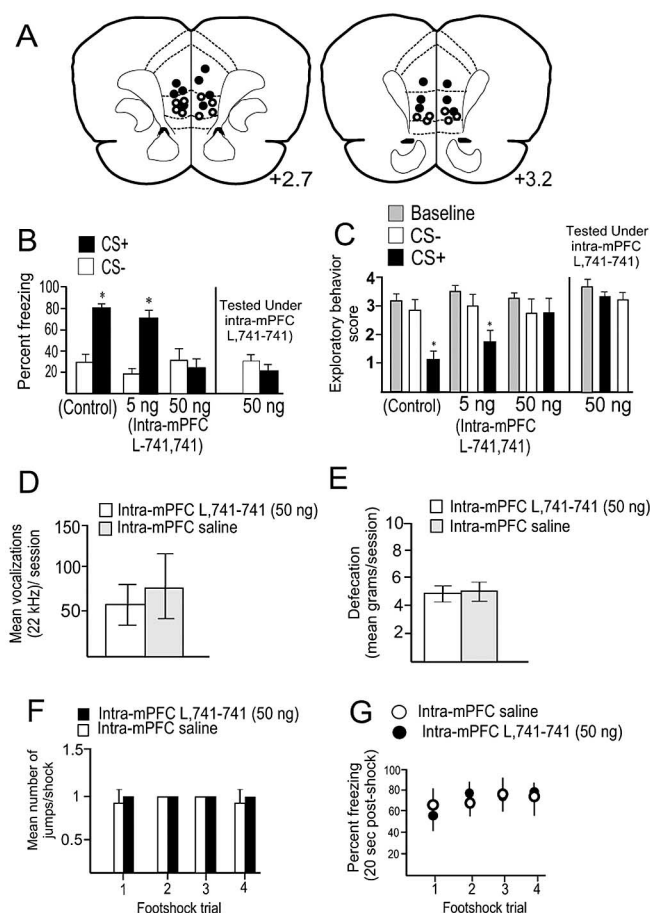 A
+2.7
+3.2
B
CS+
CS-
Percent freezing
100
80
60
40
20
*
*
Tested Under
intra-mPFC
L,741-741)
(Control)
5 ng
50 ng
50 ng
(Intra-mPFC
L-741,741)
C
Baseline
CS-
CS+
Exploratory behavior
score
4
3
2
1
*
*
Tested Under
intra-mPFC
L,741-741)
(Control)
5 ng
50 ng
50 ng
(Intra-mPFC
L-741,741)
D
Intra-mPFC L,741-741 (50 ng)
Intra-mPFC saline
Mean vocalizations
(22 kHz)/ session
150
100
50
E
Intra-mPFC L,741-741 (50 ng)
Intra-mPFC saline
Defecation
(mean grams/session)
10
8
6
4
2
F
Intra-mPFC L,741-741 (50 ng)
Intra-mPFC saline
Mean number of
jumps/shock
1.5
1
0.5
1
2
3
4
Footshock trial
G
Intra-mPFC saline
Intra-mPFC L,741-741 (50 ng)
Percent freezing
(20 sec post-shock)
100
80
60
40
20
1
2
3
4
Footshock trial